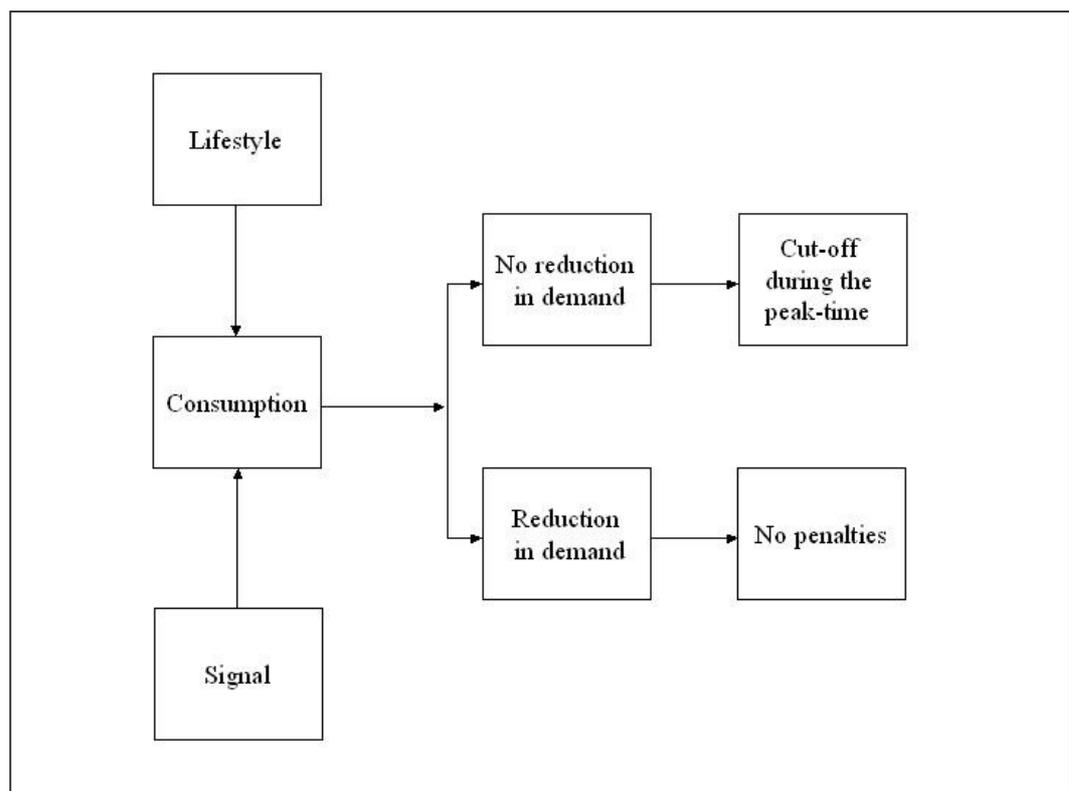 Lifestyle
No reduction
in demand
Cut-off
during the
peak-time
Consumption
Reduction
in demand
No penalties
Signal